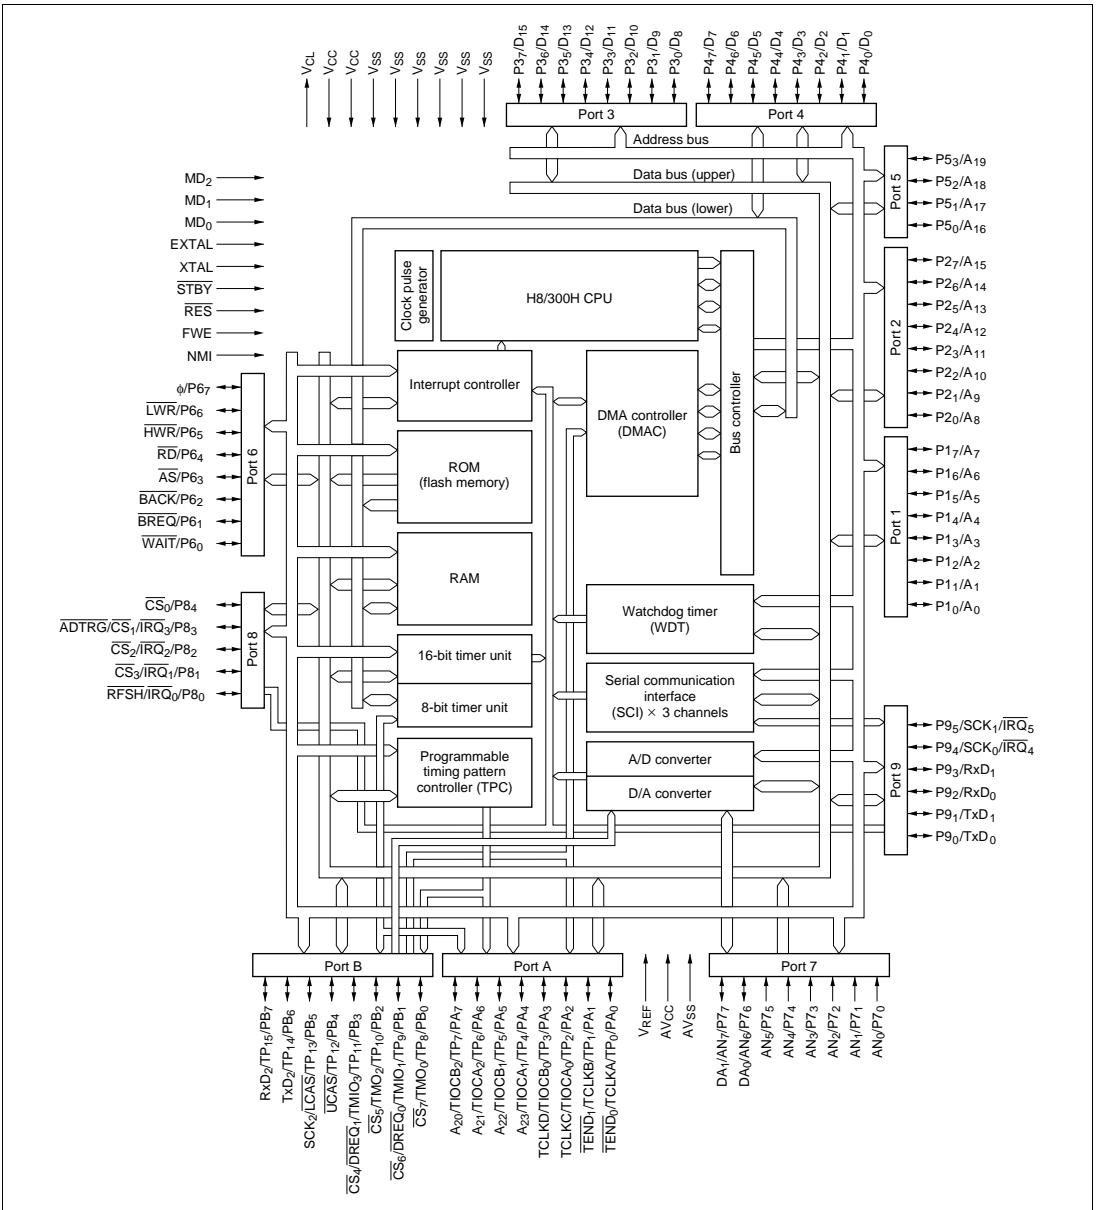 VCL
VCC
VCC
VSS
VSS
VSS
VSS
VSS
VSS
P37/D15
P36/D14
P35/D13
P34/D12
P33/D11
P32/D10
P31/D9
P30/D8
P47/D7
P46/D6
P45/D5
P44/D4
P43/D3
P42/D2
P41/D1
P40/D0
Port 3
Port 4
Address bus
Data bus (upper)
Data bus (lower)
MD2
MD1
MD0
EXTAL
XTAL
STBY
RES
FWE
NMI
Port 5
P53/A19
P52/A18
P51/A17
P50/A16
Clock pulse
generator
H8/300H CPU
Bus controller
Port 2
P27/A15
P26/A14
P25/A13
P24/A12
P23/A11
P22/A10
P21/A9
P20/A8
Interrupt controller
DMA controller
(DMAC)
φ/P67
LWR/P66
HWR/P65
RD/P64
AS/P63
BACK/P62
BREQ/P61
WAIT/P60
Port 6
ROM
(flash memory)
Port 1
P17/A7
P16/A6
P15/A5
P14/A4
P13/A3
P12/A2
P11/A1
P10/A0
RAM
Watchdog timer
(WDT)
CS0/P84
ADTRG/CS1/IRQ3/P83
CS2/IRQ2/P82
CS3/IRQ1/P81
RFSH/IRQ0/P80
Port 8
16-bit timer unit
8-bit timer unit
Serial communication
interface
(SCI) × 3 channels
Programmable
timing pattern
controller (TPC)
A/D converter
D/A converter
Port 9
P95/SCK1/IRQ5
P94/SCK0/IRQ4
P93/RxD1
P92/RxD0
P91/TxD1
P90/TxD0
Port B
Port A
Port 7
RxD2/TP15/PB7
TxD2/TP14/PB6
SCK2/LCAS/TP13/PB5
UCAS/TP12/PB4
CS4/DREQ1/TMIO3/TP11/PB3
CS5/TMO2/TP10/PB2
CS6/DREQ0/TMIO1/TP9/PB1
CS7/TMO0/TP8/PB0
A20/TIOCB2/TP7/PA7
A21/TIOCA2/TP6/PA6
A22/TIOCB1/TP5/PA5
A23/TIOCA1/TP4/PA4
TCLKD/TIOCB0/TP3/PA3
TCLKC/TIOCA0/TP2/PA2
TEND1/TCLKB/TP1/PA1
TEND0/TCLKA/TP0/PA0
VREF
AVCC
AVSS
DA1/AN7/P77
DA0/AN6/P76
AN5/P75
AN4/P74
AN3/P73
AN2/P72
AN1/P71
AN0/P70